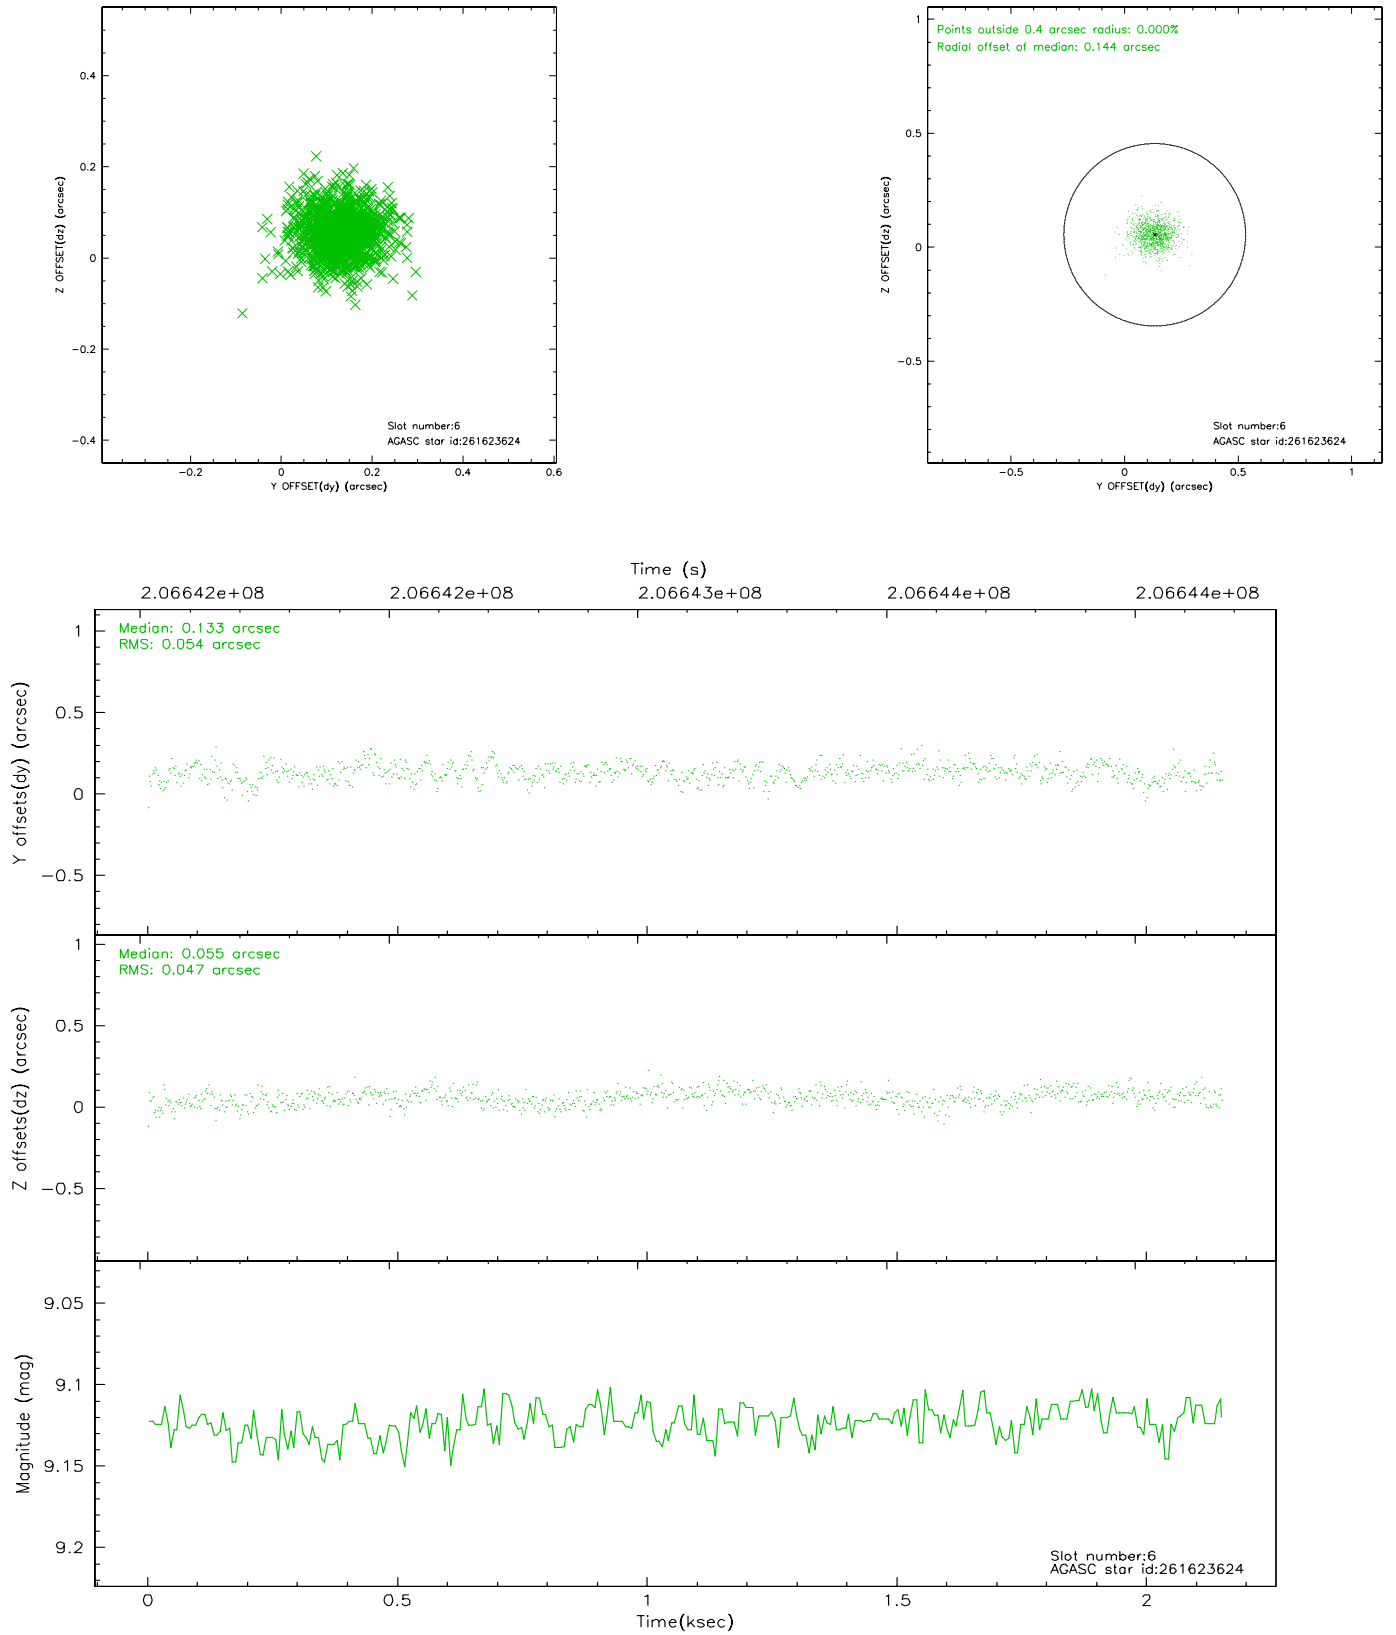 0.4
0.2
0
−0.2
−0.4
Z OFFSET(dz) (arcsec)
−0.2 0 0.2 0.4 0.6
Y OFFSET(dy) (arcsec)
Slot number:6
AGASC star id:261623624
Points outside 0.4 arcsec radius: 0.000%
Radial offset of median: 0.144 arcsec
1
0.5
0
−0.5
Z OFFSET(dz) (arcsec)
−0.5 0 0.5 1
Y OFFSET(dy) (arcsec)
Slot number:6
AGASC star id:261623624
Time (s)
2.06642e+08 2.06642e+08 2.06643e+08 2.06644e+08 2.06644e+08
Median: 0.133 arcsec
RMS: 0.054 arcsec
1
0.5
0
−0.5
Y offsets(dy) (arcsec)
Median: 0.055 arcsec
RMS: 0.047 arcsec
1
0.5
0
−0.5
Z offsets(dz) (arcsec)
9.05
9.1
9.15
9.2
Magnitude (mag)
Slot number:6
AGASC star id:261623624
0 0.5 1 1.5 2
Time(ksec)